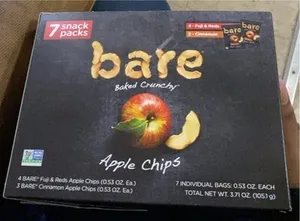 7 snack
packs
4 - Fuji & Reds
3 - Cinnamon
bare
bare
Baked Crunchy
Apple Chips
4 BARE® Fuji & Reds Apple Chips (0.53 OZ. Ea.)
3 BARE® Cinnamon Apple Chips (0.53 OZ. Ea.)
7 INDIVIDUAL BAGS: 0.53 OZ. EACH
TOTAL NET WT. 3.71 OZ. (105.1g)